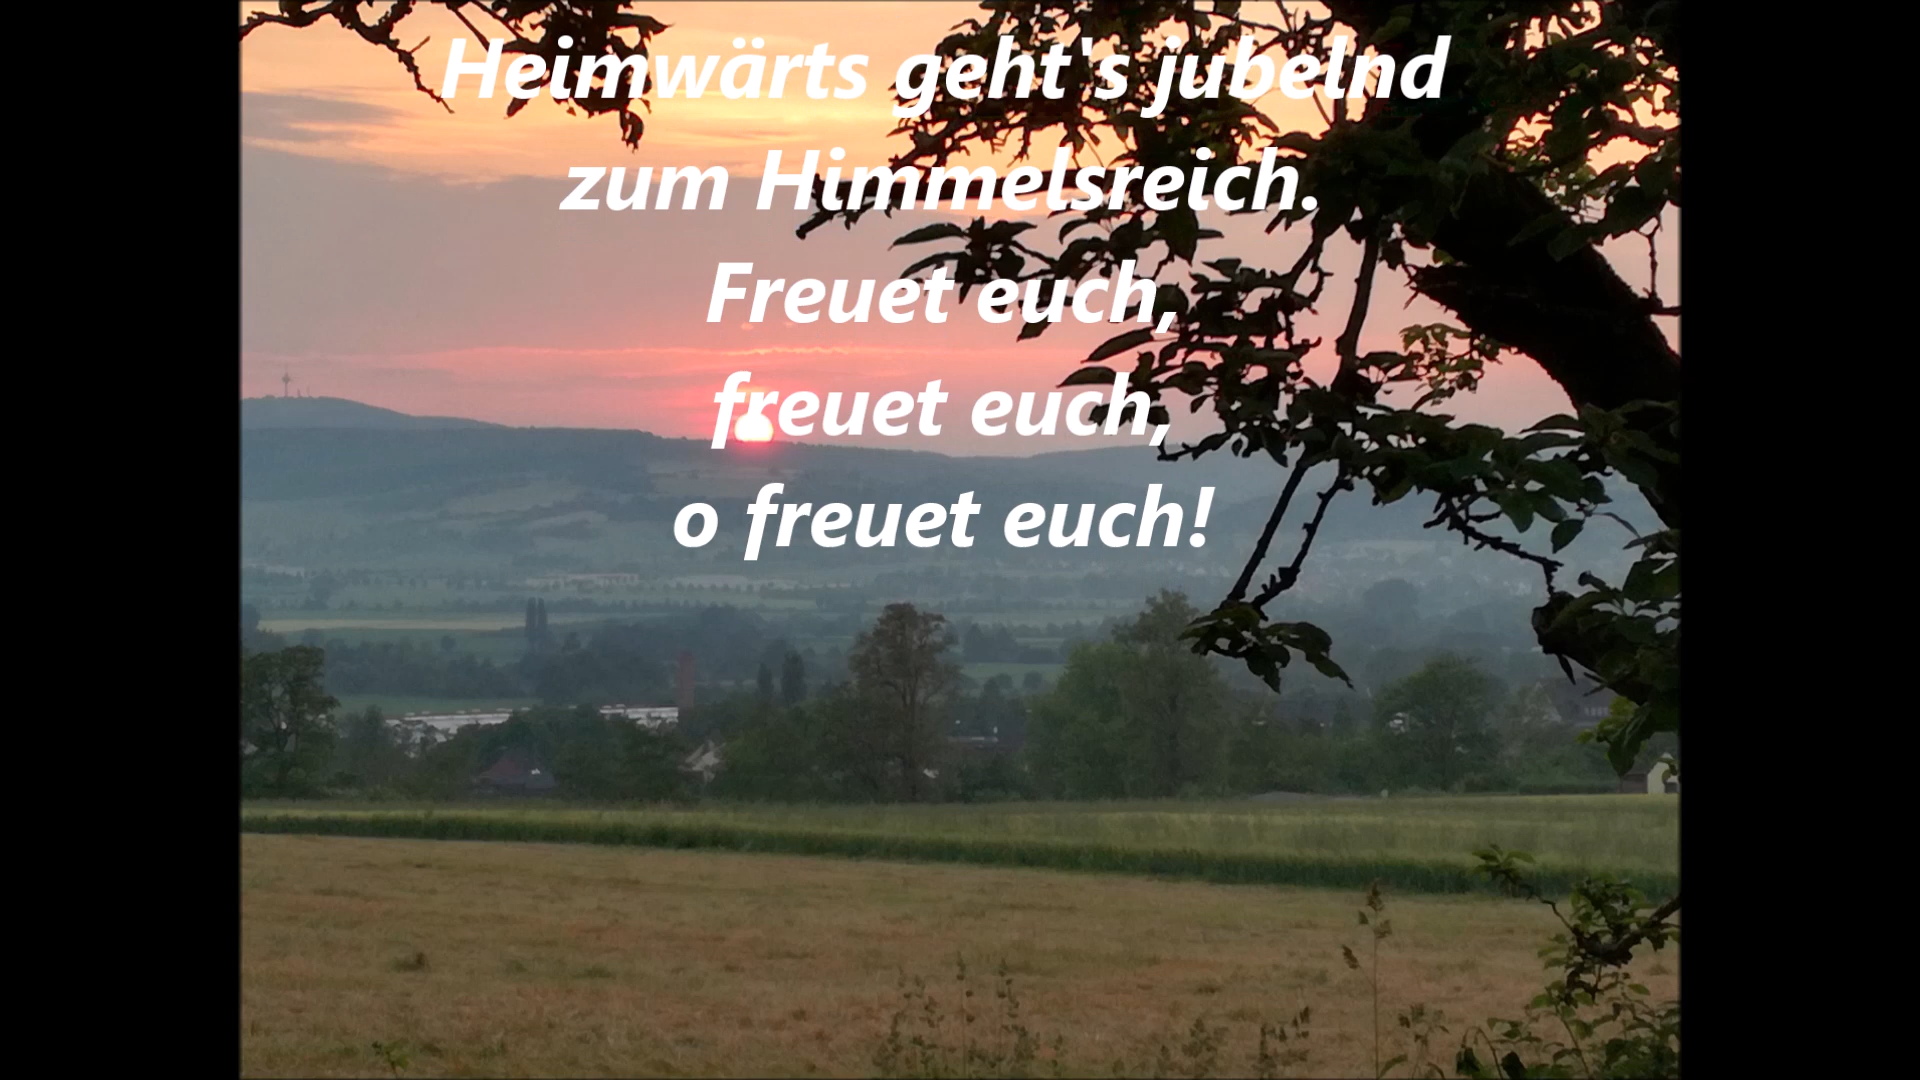 Heimwärts geht's jubelnd
zum Himmelsreich.
Freuet euch,
freuet euch,
o freuet euch!